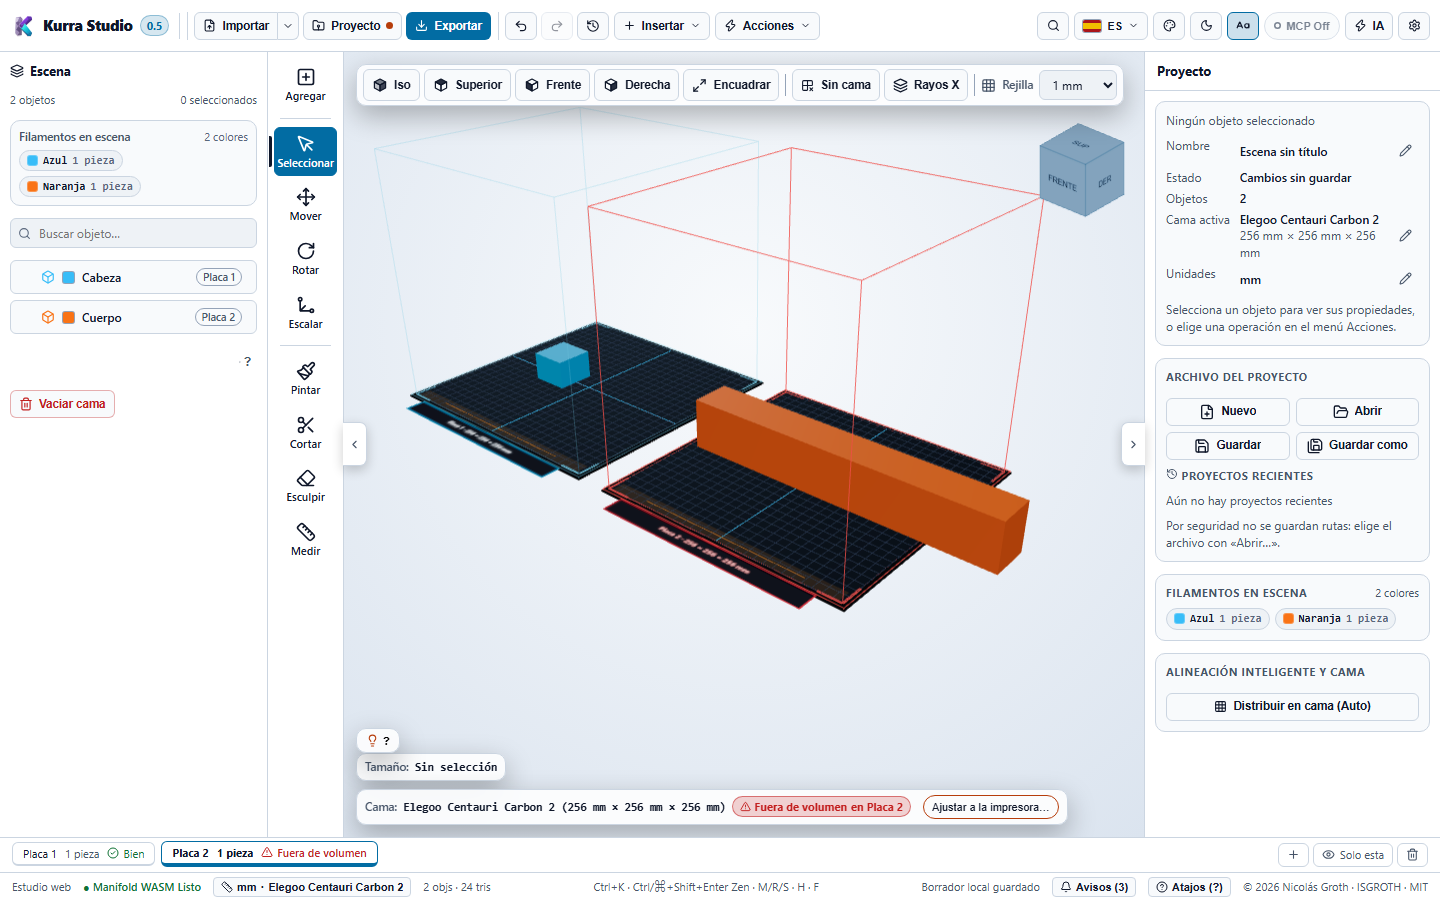 Kurra Studio 0.5 Importar Proyecto Exportar Insertar Acciones ES Aa MCP Off IA
Escena
2 objetos 0 seleccionados
Filamentos en escena 2 colores
Azul 1 pieza
Naranja 1 pieza
Buscar objeto...
Cabeza Placa 1
Cuerpo Placa 2
?
Vaciar cama
Agregar
Seleccionar
Mover
Rotar
Escalar
Pintar
Cortar
Esculpir
Medir
Iso Superior Frente Derecha Encuadrar Sin cama Rayos X Rejilla 1 mm
SUP
FRENTE DER
Placa 2 · 256 × 256 × 256 mm
?
Tamaño: Sin selección
Cama: Elegoo Centauri Carbon 2 (256 mm × 256 mm × 256 mm) Fuera de volumen en Placa 2 Ajustar a la impresora...
Proyecto
Ningún objeto seleccionado
Nombre Escena sin título
Estado Cambios sin guardar
Objetos 2
Cama activa Elegoo Centauri Carbon 2
256 mm × 256 mm × 256
mm
Unidades mm
Selecciona un objeto para ver sus propiedades,
o elige una operación en el menú Acciones.
ARCHIVO DEL PROYECTO
Nuevo Abrir
Guardar Guardar como
PROYECTOS RECIENTES
Aún no hay proyectos recientes
Por seguridad no se guardan rutas: elige el
archivo con «Abrir...».
FILAMENTOS EN ESCENA 2 colores
Azul 1 pieza Naranja 1 pieza
ALINEACIÓN INTELIGENTE Y CAMA
Distribuir en cama (Auto)
Placa 1 1 pieza Bien Placa 2 1 pieza Fuera de volumen Solo esta
Estudio web Manifold WASM Listo mm · Elegoo Centauri Carbon 2 2 objs · 24 tris Ctrl+K · Ctrl/⌘+Shift+Enter Zen · M/R/S · H · F Borrador local guardado Avisos (3) Atajos (?) © 2026 Nicolás Groth · ISGROTH · MIT